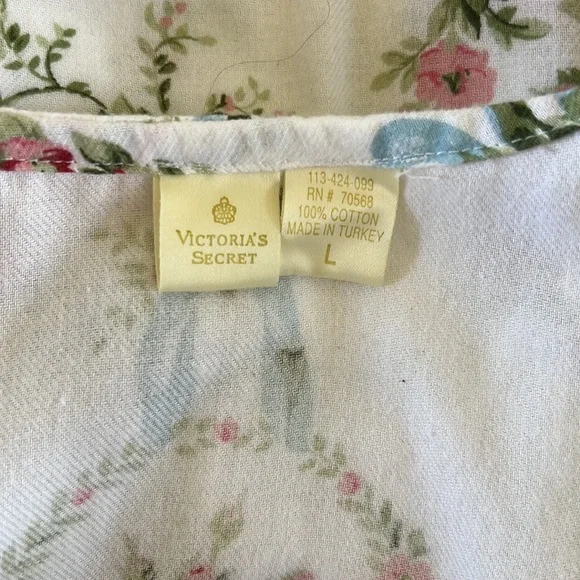 VICTORIA'S
SECRET
113-424-099
RN # 70568
100% COTTON
MADE IN TURKEY
L